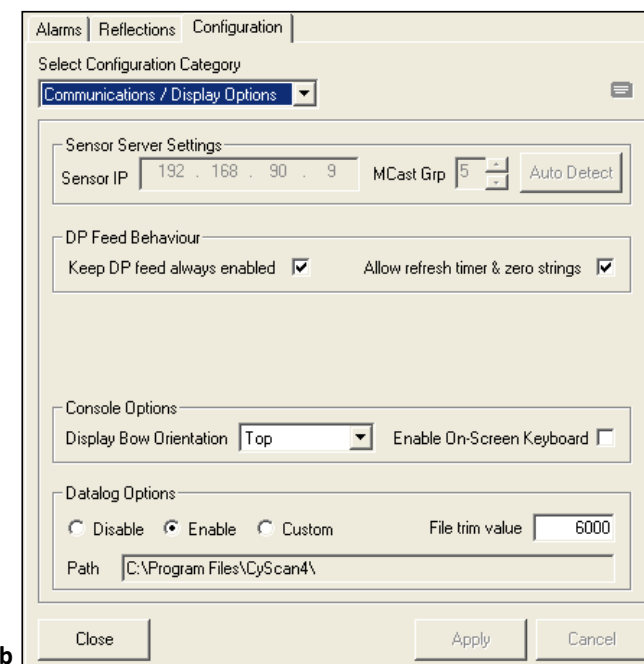 Alarms Reflections Configuration
Select Configuration Category
Communications / Display Options
Sensor Server Settings
Sensor IP 192 . 168 . 90 . 9 MCast Grp 5 Auto Detect
DP Feed Behaviour
Keep DP feed always enabled Allow refresh timer & zero strings
Console Options
Display Bow Orientation Top Enable On-Screen Keyboard
Datalog Options
Disable Enable Custom File trim value 6000
Path C:\Program Files\CyScan4\
Close Apply Cancel
b